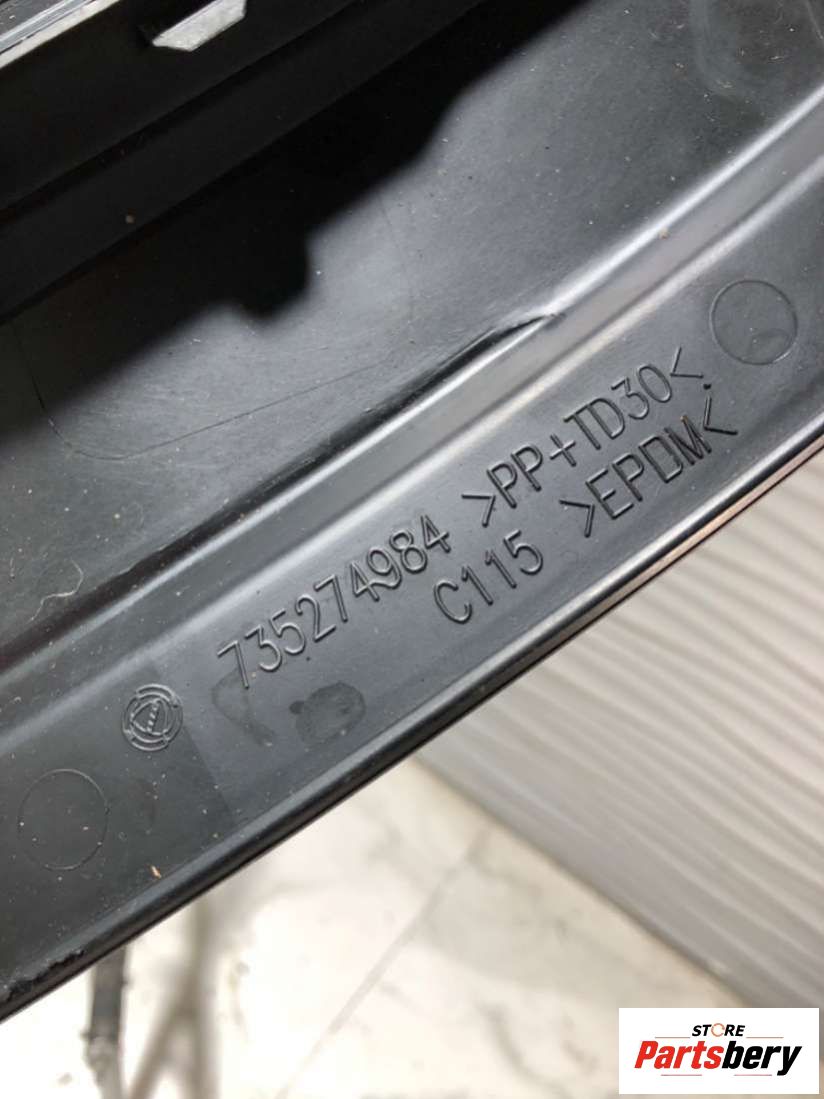 735274984 >PP+TD30<
C115 >EPDM<
STORE
Partsbery